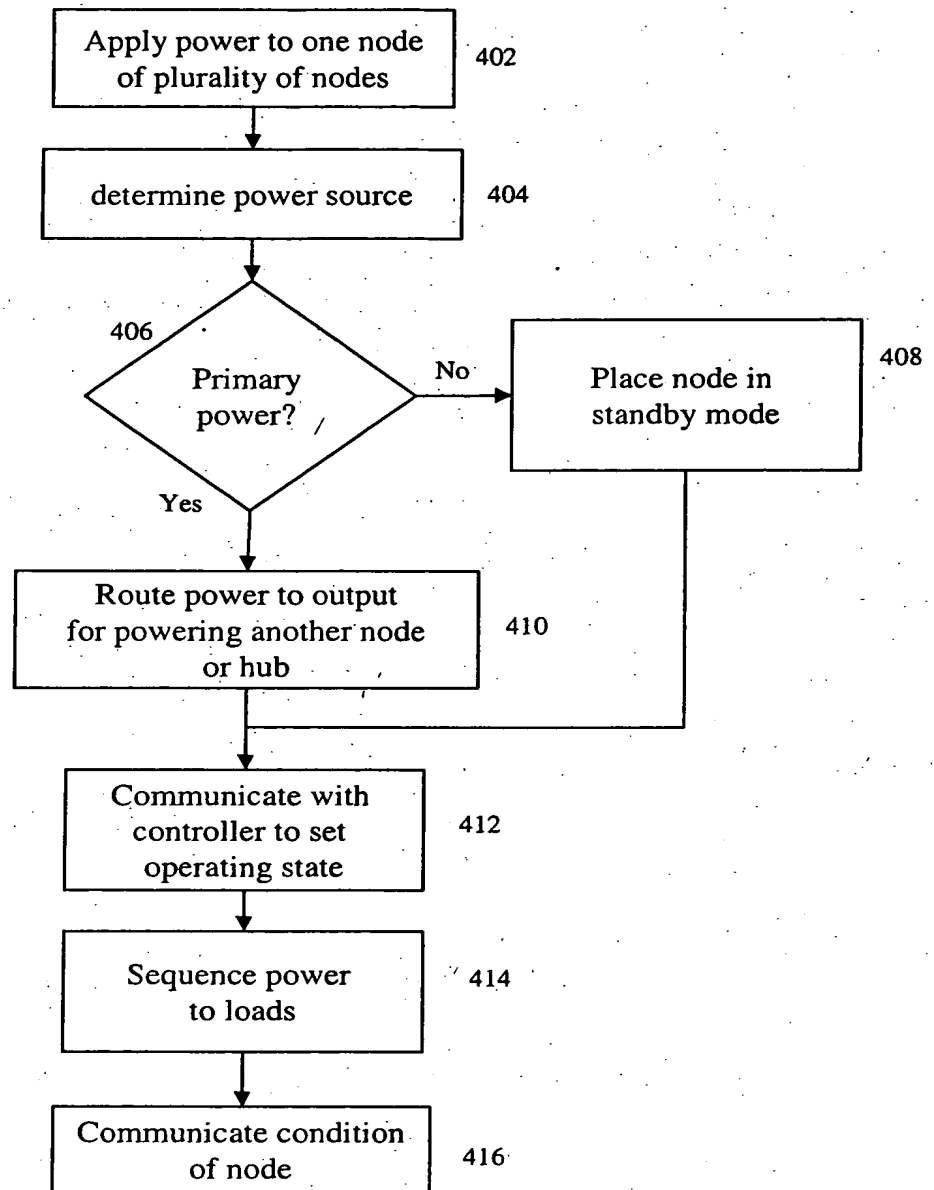 Apply power to one node
of plurality of nodes
402
determine power source
404
406
Primary
power?
No
Place node in
standby mode
408
Yes
Route power to output
for powering another node
or hub
410
Communicate with
controller to set
operating state
412
Sequence power
to loads
414
Communicate condition
of node
416